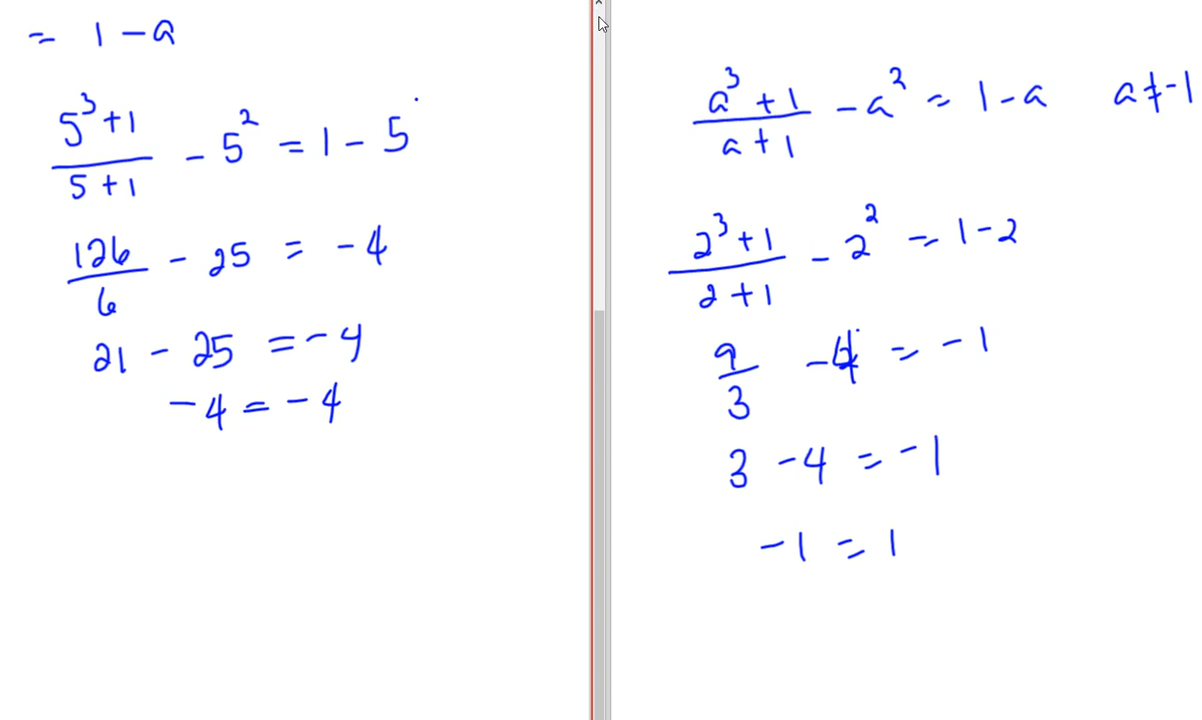 = 1 - a
5³ + 1 / 5 + 1 - 5² = 1 - 5
126 / 6 - 25 = -4
21 - 25 = -4
-4 = -4
a³ + 1 / a + 1 - a² = 1 - a   a ≠ -1
2³ + 1 / 2 + 1 - 2² = 1 - 2
9 / 3 - 4 = -1
3 - 4 = -1
-1 = 1